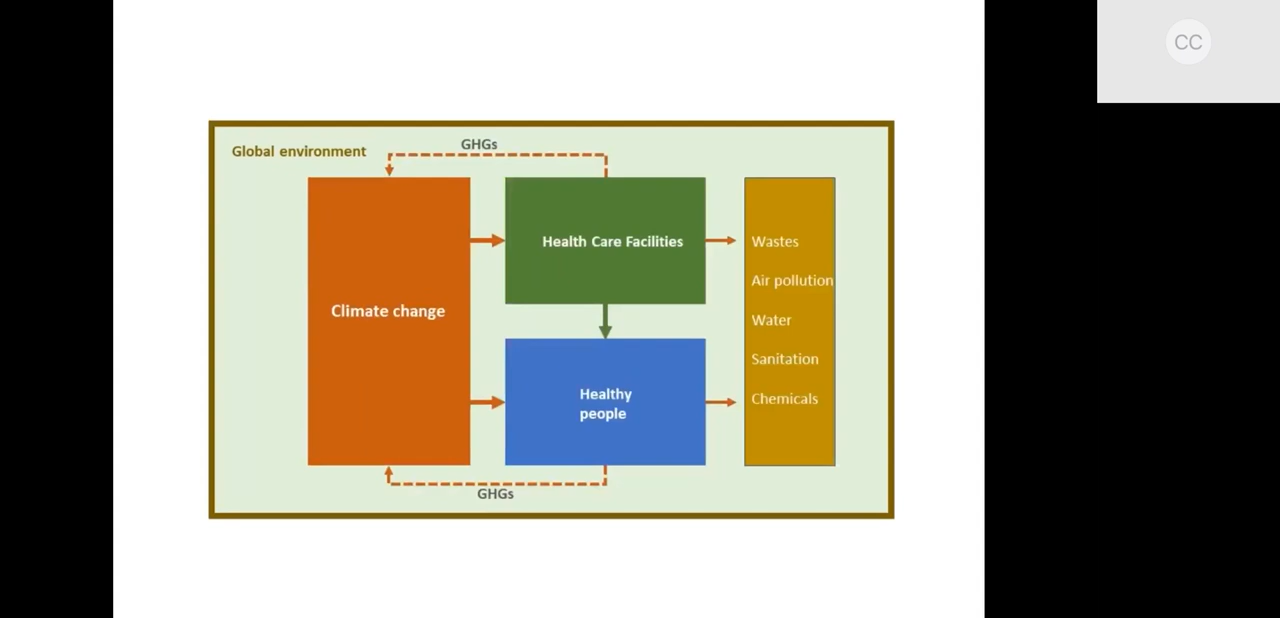 CC
GHGs
Global environment
Health Care Facilities
Wastes
Air pollution
Climate change
Water
Sanitation
Healthy
people
Chemicals
GHGs